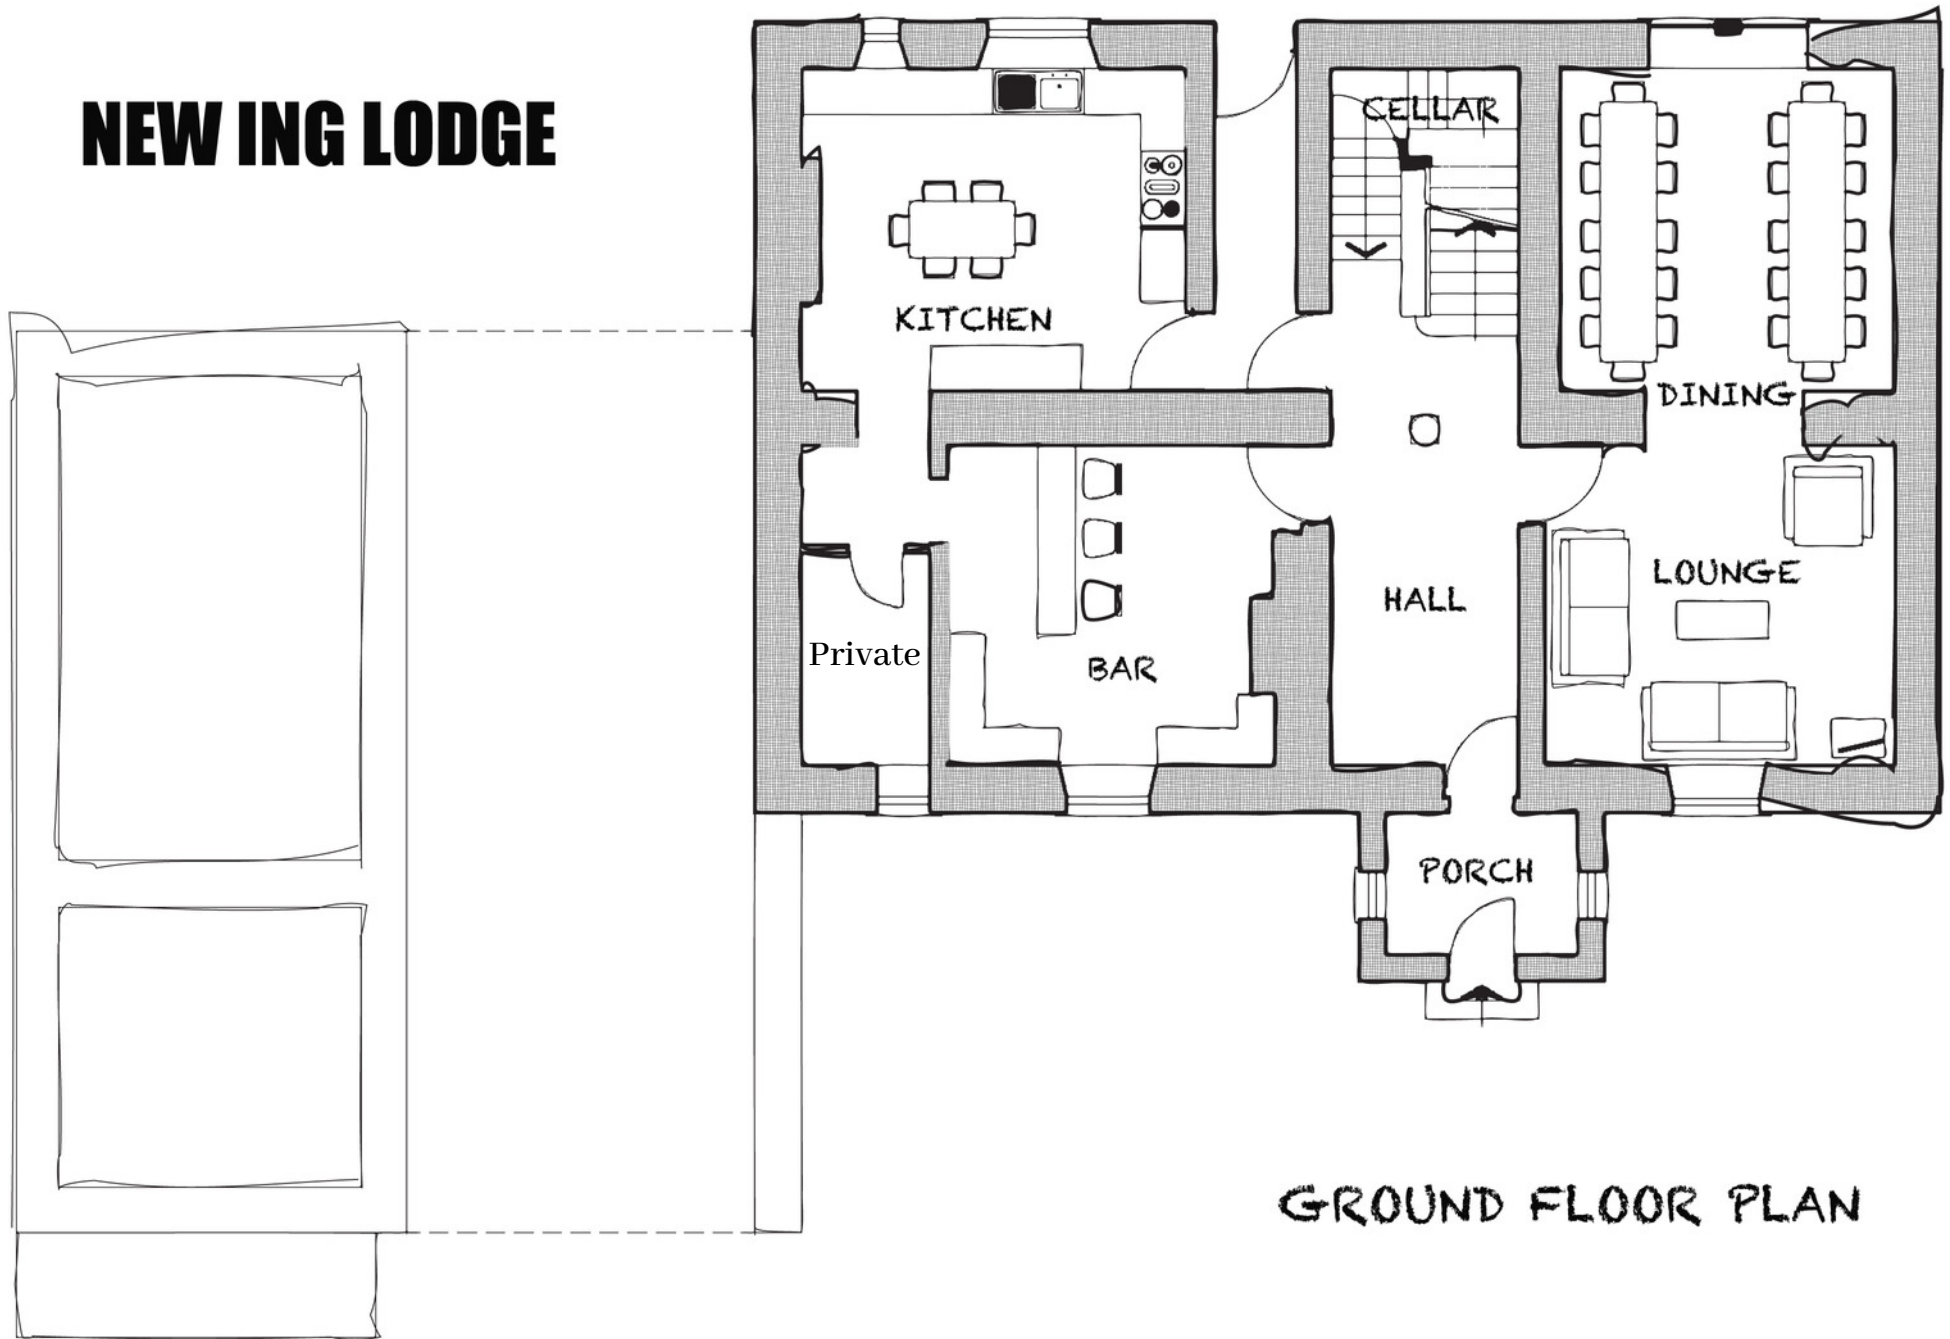 NEW ING LODGE
CELLAR
KITCHEN
DINING
LOUNGE
HALL
Private
BAR
PORCH
GROUND FLOOR PLAN